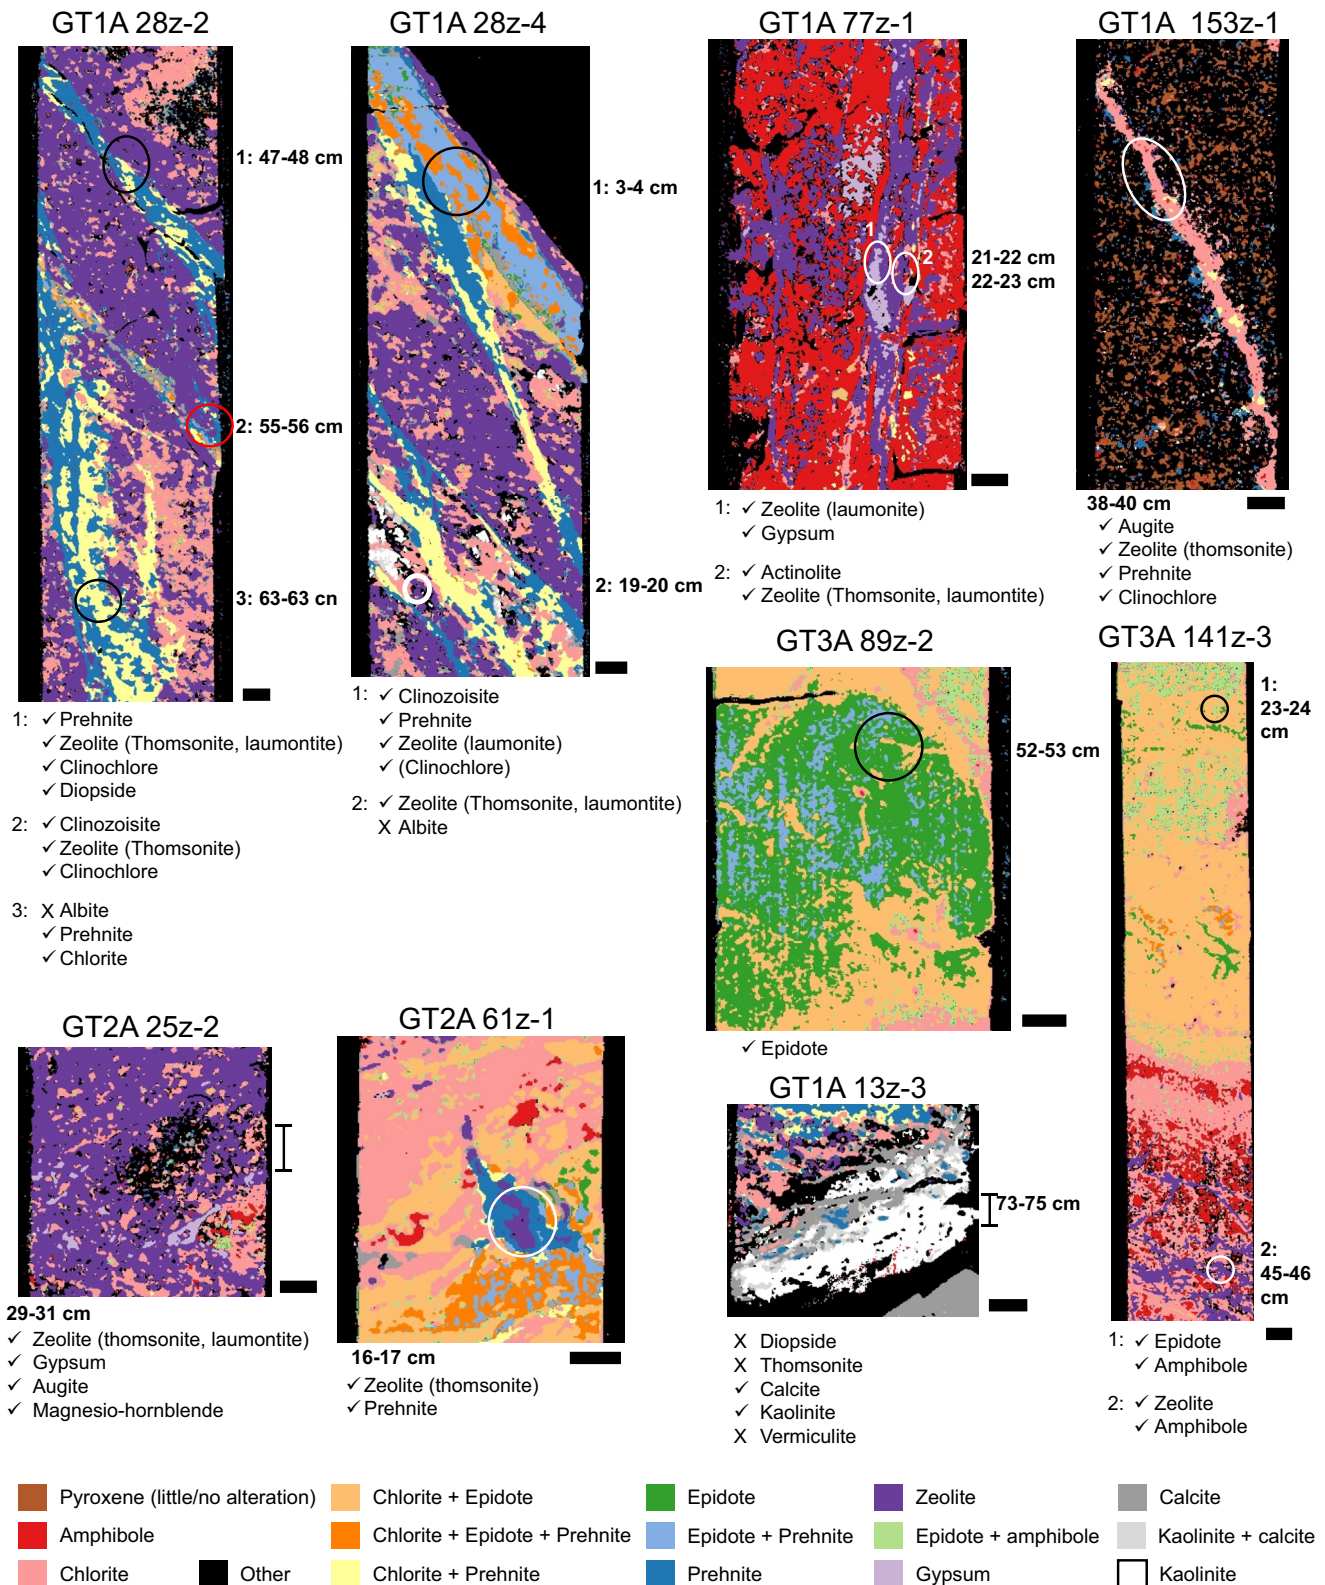 GT1A 28z-2
1: 47-48 cm
2: 55-56 cm
3: 63-63 cn
1: ✓ Prehnite
✓ Zeolite (Thomsonite, laumontite)
✓ Clinochlore
✓ Diopside
2: ✓ Clinozoisite
✓ Zeolite (Thomsonite)
✓ Clinochlore
3: X Albite
✓ Prehnite
✓ Chlorite
GT1A 28z-4
1: 3-4 cm
2: 19-20 cm
1: ✓ Clinozoisite
✓ Prehnite
✓ Zeolite (laumonite)
✓ (Clinochlore)
2: ✓ Zeolite (Thomsonite, laumontite)
X Albite
GT1A 77z-1
1
2
21-22 cm
22-23 cm
1: ✓ Zeolite (laumonite)
✓ Gypsum
2: ✓ Actinolite
✓ Zeolite (Thomsonite, laumontite)
GT1A 153z-1
38-40 cm
✓ Augite
✓ Zeolite (thomsonite)
✓ Prehnite
✓ Clinochlore
GT3A 89z-2
52-53 cm
✓ Epidote
GT3A 141z-3
1:
23-24
cm
2:
45-46
cm
1: ✓ Epidote
✓ Amphibole
2: ✓ Zeolite
✓ Amphibole
GT2A 25z-2
29-31 cm
✓ Zeolite (thomsonite, laumontite)
✓ Gypsum
✓ Augite
✓ Magnesio-hornblende
GT2A 61z-1
16-17 cm
✓ Zeolite (thomsonite)
✓ Prehnite
GT1A 13z-3
73-75 cm
X Diopside
X Thomsonite
✓ Calcite
✓ Kaolinite
X Vermiculite
Pyroxene (little/no alteration)
Amphibole
Chlorite
Other
Chlorite + Epidote
Chlorite + Epidote + Prehnite
Chlorite + Prehnite
Epidote
Epidote + Prehnite
Prehnite
Zeolite
Epidote + amphibole
Gypsum
Calcite
Kaolinite + calcite
Kaolinite